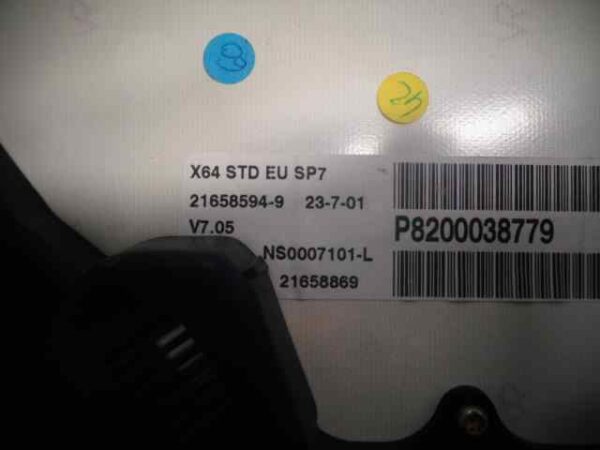 X64 STD EU SP7
21658594-9 23-7-01
V7.05
P8200038779
NS0007101-L
21658869